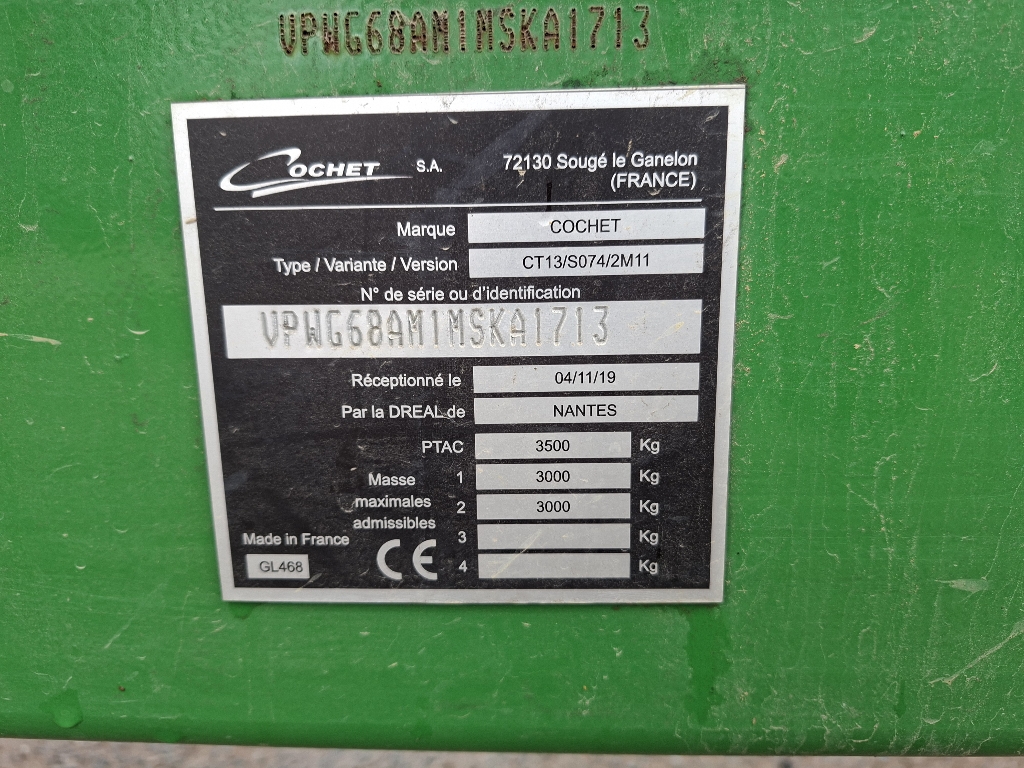 VPWG68AM1MSKA1713
COCHET S.A. 72130 Sougé le Ganelon
(FRANCE)
Marque COCHET
Type / Variante / Version CT13/S074/2M11
N° de série ou d'identification
VPWG68AM1MSKA1713
Réceptionné le 04/11/19
Par la DREAL de NANTES
PTAC 3500 Kg
Masse 1 3000 Kg
maximales 2 3000 Kg
admissibles
Made in France 3 Kg
GL468 CE 4 Kg